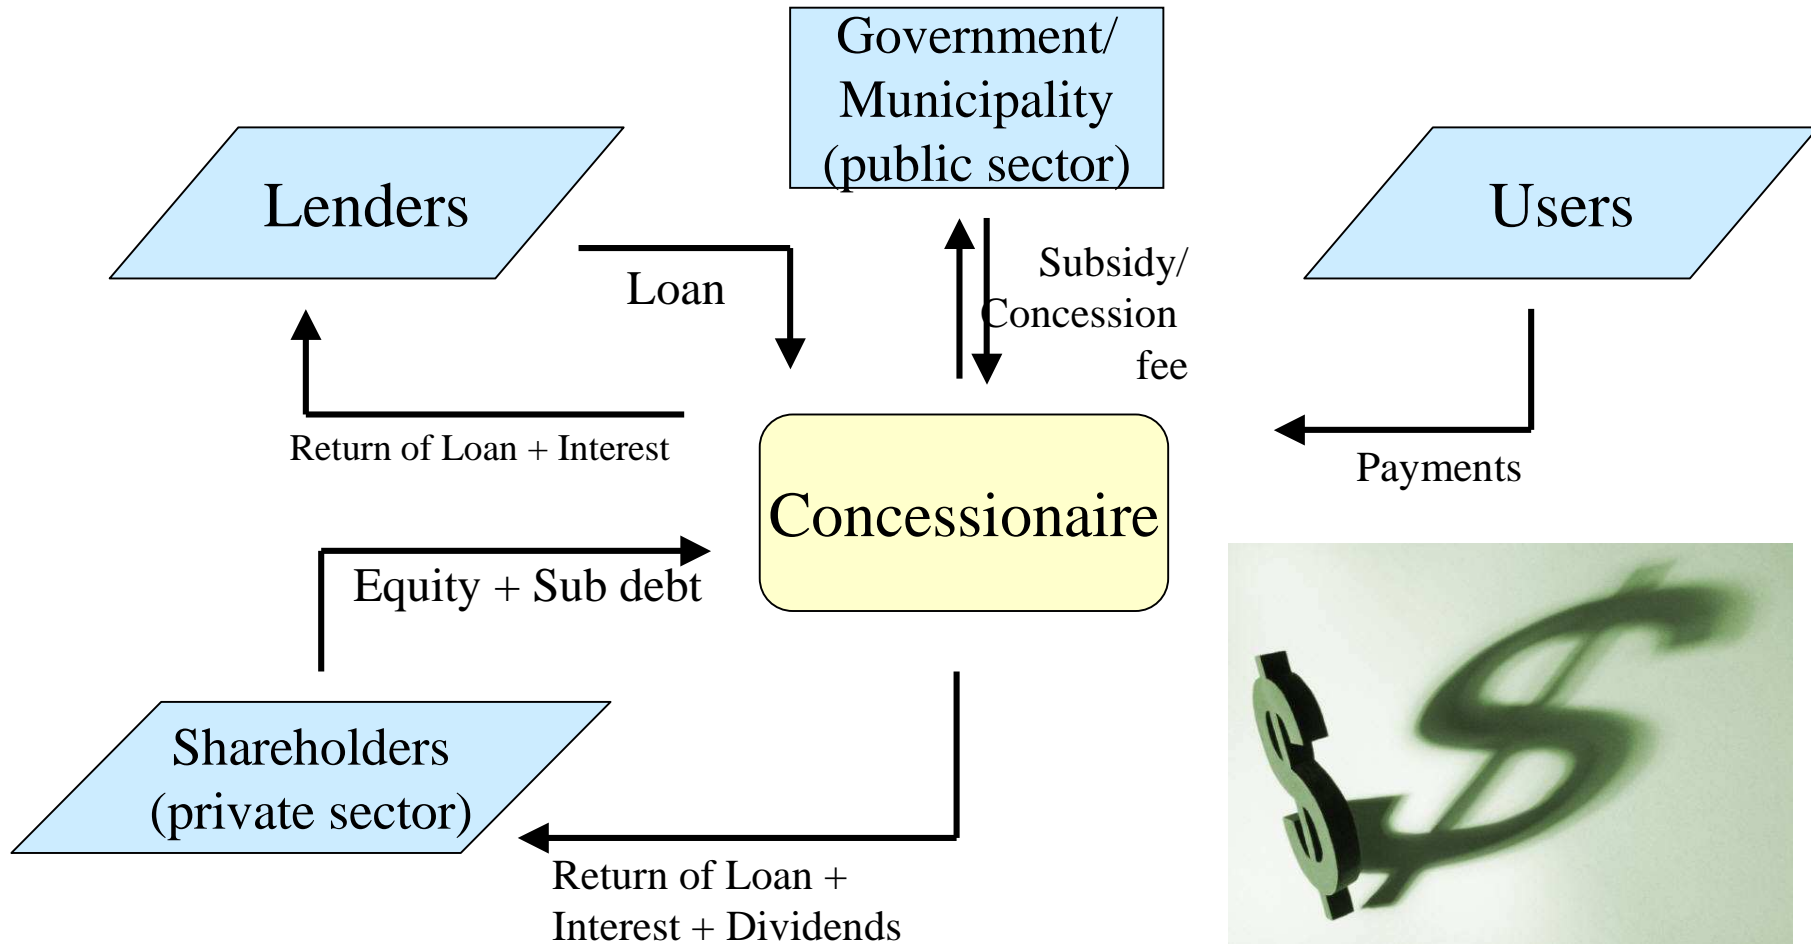 Government/
Municipality
(public sector)
Lenders
Users
Loan
Subsidy/
Concession
fee
Return of Loan + Interest
Payments
Concessionaire
Equity + Sub debt
Shareholders
(private sector)
Return of Loan +
Interest + Dividends
$
$